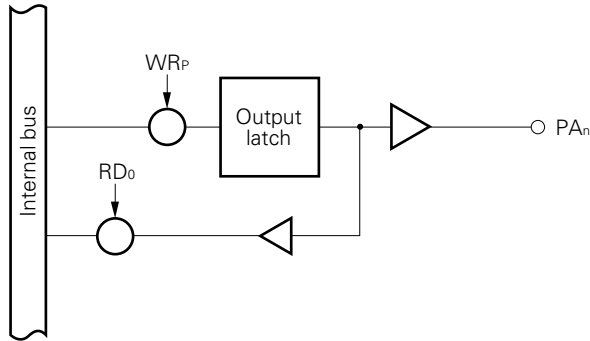 WRP
Output
latch
PAn
RD0
Internal bus